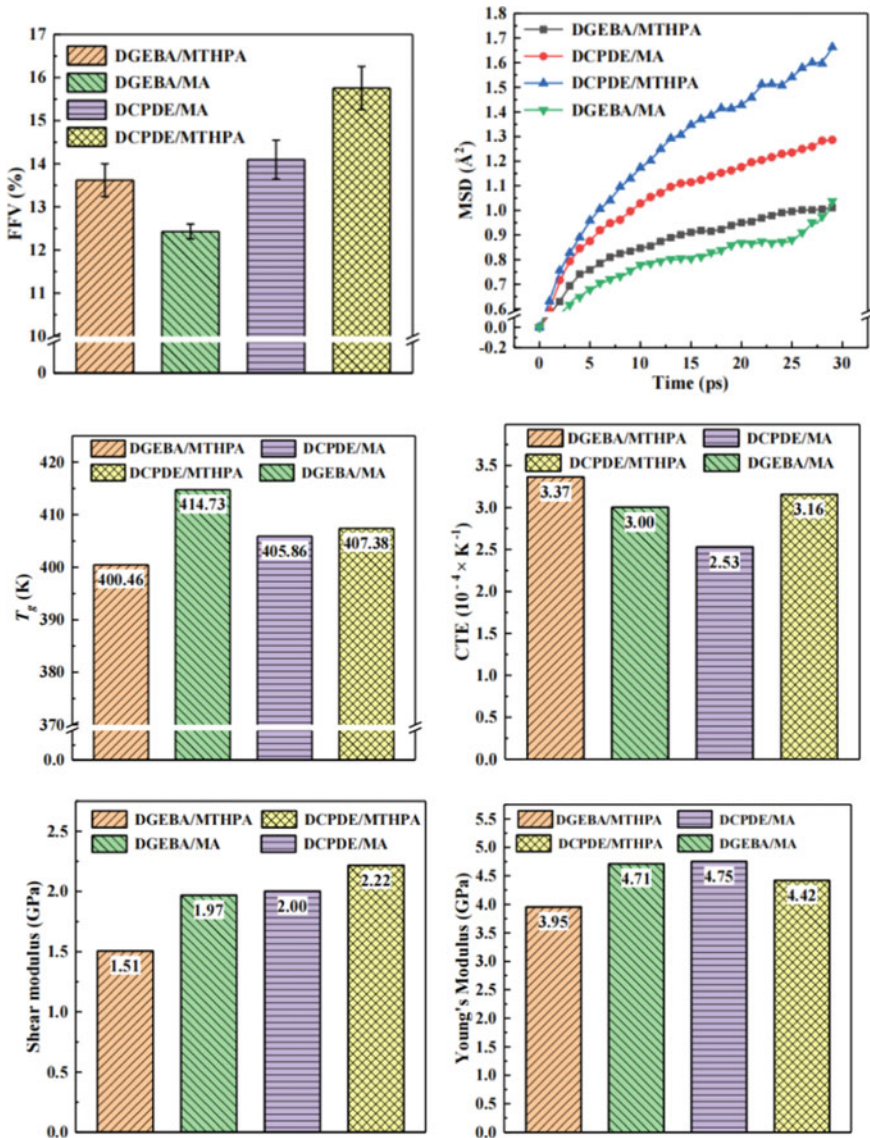 DGEBA/MTHPA
DGEBA/MA
DCPDE/MA
DCPDE/MTHPA
FFV (%)
17
16
15
14
13
12
11
10
0
DGEBA/MTHPA
DCPDE/MA
DCPDE/MTHPA
DGEBA/MA
MSD (Å²)
1.8
1.7
1.6
1.5
1.4
1.3
1.2
1.1
1.0
0.9
0.8
0.7
0.6
0.0
-0.2
0 5 10 15 20 25 30
Time (ps)
DGEBA/MTHPA DCPDE/MA
DCPDE/MTHPA DGEBA/MA
Tg (K)
420
410
400
390
380
370
0.0
400.46 414.73 405.86 407.38
DGEBA/MTHPA DCPDE/MA
DCPDE/MTHPA DGEBA/MA
CTE (10⁻⁴ × K⁻¹)
3.5
3.0
2.5
2.0
1.5
1.0
0.5
0.0
3.37 3.00 2.53 3.16
DGEBA/MTHPA DCPDE/MTHPA
DGEBA/MA DCPDE/MA
Shear modulus (GPa)
2.5
2.0
1.5
1.0
0.5
0.0
1.51 1.97 2.00 2.22
DGEBA/MTHPA DCPDE/MA
DCPDE/MTHPA DGEBA/MA
Young's Modulus (GPa)
5.5
5.0
4.5
4.0
3.5
3.0
2.5
2.0
1.5
1.0
0.5
0.0
3.95 4.71 4.75 4.42